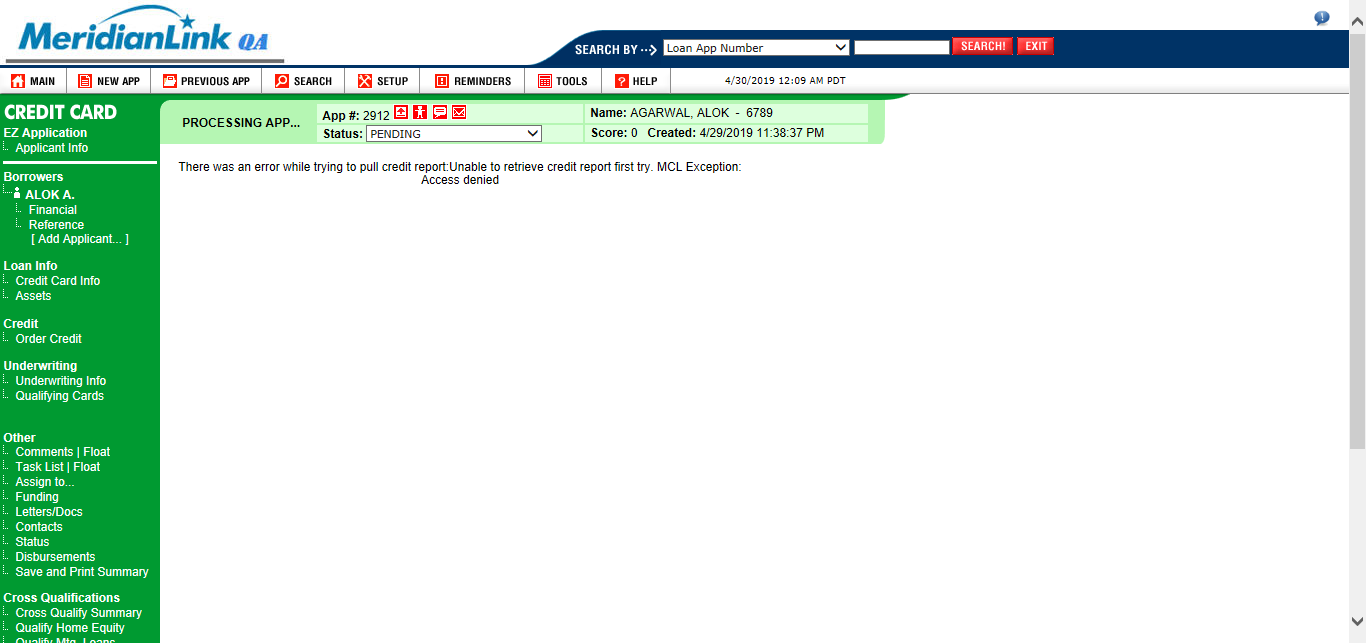 MeridianLink QA
SEARCH BY ···> Loan App Number SEARCH! EXIT
MAIN NEW APP PREVIOUS APP SEARCH SETUP REMINDERS TOOLS ? HELP 4/30/2019 12:09 AM PDT
CREDIT CARD
EZ Application
Applicant Info
PROCESSING APP...
App #: 2912
Name: AGARWAL, ALOK - 6789
Status: PENDING
Score: 0 Created: 4/29/2019 11:38:37 PM
There was an error while trying to pull credit report:Unable to retrieve credit report first try. MCL Exception:
Access denied
Borrowers
ALOK A.
Financial
Reference
[ Add Applicant... ]
Loan Info
Credit Card Info
Assets
Credit
Order Credit
Underwriting
Underwriting Info
Qualifying Cards
Other
Comments | Float
Task List | Float
Assign to...
Funding
Letters/Docs
Contacts
Status
Disbursements
Save and Print Summary
Cross Qualifications
Cross Qualify Summary
Qualify Home Equity
Qualify Mtg. Loans